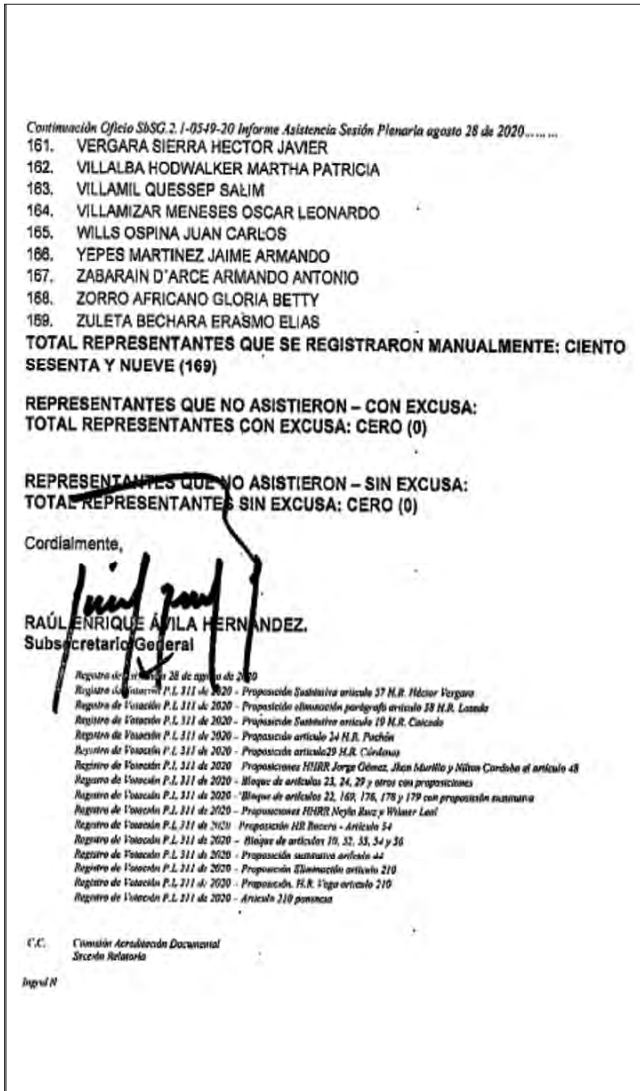 Continuación Oficio SbSG.2.1-0549-20 Informe Asistencia Sesión Plenaria agosto 28 de 2020.......
161. VERGARA SIERRA HECTOR JAVIER
162. VILLALBA HODWALKER MARTHA PATRICIA
163. VILLAMIL QUESSEP SALIM
164. VILLAMIZAR MENESES OSCAR LEONARDO
165. WILLS OSPINA JUAN CARLOS
166. YEPES MARTINEZ JAIME ARMANDO
167. ZABARAIN D'ARCE ARMANDO ANTONIO
168. ZORRO AFRICANO GLORIA BETTY
169. ZULETA BECHARA ERASMO ELIAS
TOTAL REPRESENTANTES QUE SE REGISTRARON MANUALMENTE: CIENTO
SESENTA Y NUEVE (169)
REPRESENTANTES QUE NO ASISTIERON – CON EXCUSA:
TOTAL REPRESENTANTES CON EXCUSA: CERO (0)
REPRESENTANTES QUE NO ASISTIERON – SIN EXCUSA:
TOTAL REPRESENTANTES SIN EXCUSA: CERO (0)
Cordialmente,
RAÚL ENRIQUE ÁVILA HERNÁNDEZ.
Subsecretario General
Registro de 28 de agosto de 2020
Registro de Votación P.L 311 de 2020 - Proposición Sustitutiva artículo 57 H.R. Héctor Vergara
Registro de Votación P.L 311 de 2020 - Proposición eliminación parágrafo artículo 58 H.R. Losada
Registro de Votación P.L 311 de 2020 - Proposición Sustitutiva artículo 19 H.R. Caicedo
Registro de Votación P.L 311 de 2020 - Proposición artículo 24 H.R. Pachón
Registro de Votación P.L 311 de 2020 - Proposición artículo29 H.R. Cárdenas
Registro de Votación P.L 311 de 2020 Proposiciones HHRR Jorge Gómez, Jhon Murillo y Nilton Cordoba al artículo 48
Registro de Votación P.L 311 de 2020 - Bloque de artículos 23, 24, 29 y otros con proposiciones
Registro de Votación P.L 311 de 2020 - Bloque de artículos 22, 169, 176, 178 y 179 con proposición sustitutiva
Registro de Votación P.L 311 de 2020 – Proposiciones HHRR Neyla Ruiz y Wilmer Leal
Registro de Votación P.L 311 de 2020 Proposición HR Becerra - Artículo 54
Registro de Votación P.L 311 de 2020 – Bloque de artículos 10, 32, 33, 34 y 36
Registro de Votación P.L 311 de 2020 - Proposición sustitutiva artículo 44
Registro de Votación P.L 311 de 2020 - Proposición Eliminación artículo 210
Registro de Votación P.L 311 de 2020 - Proposición. H.R. Vega artículo 210
Registro de Votación P.L 311 de 2020 - Artículo 210 ponencia
C.C. Comisión Acreditación Documental
Sección Relatoría
Ingrid N